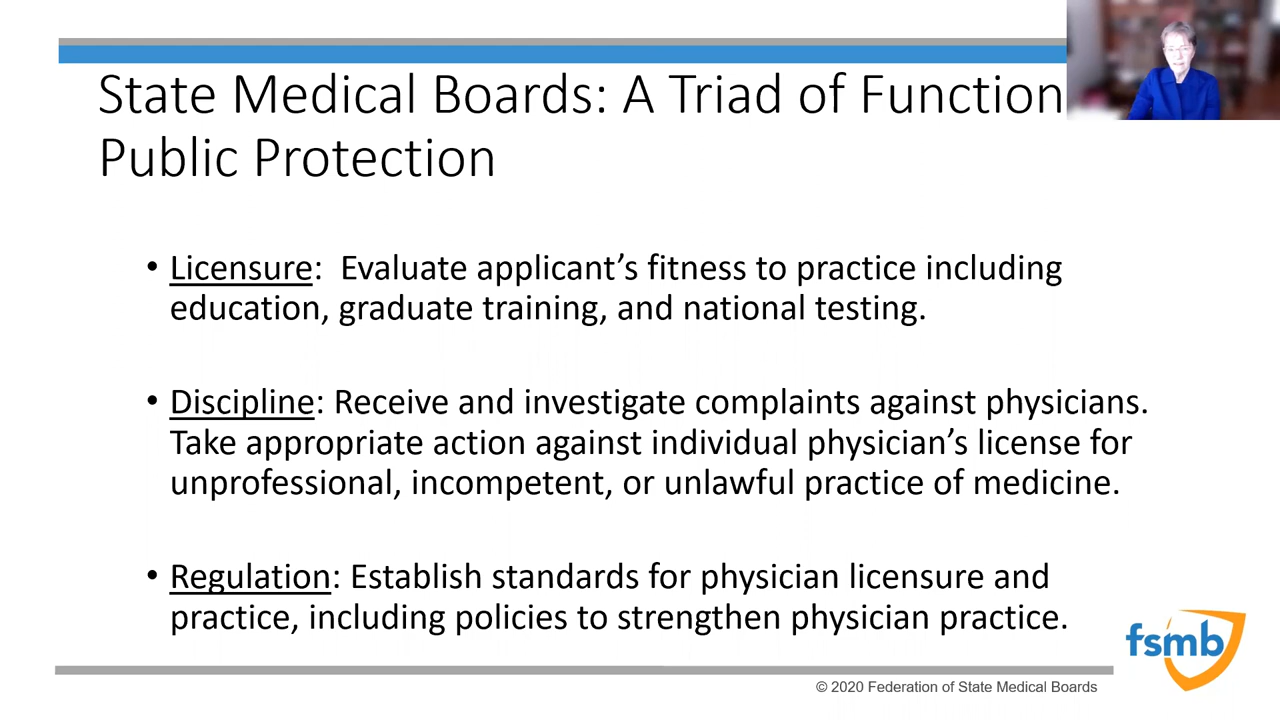 State Medical Boards: A Triad of Function
Public Protection
• Licensure:  Evaluate applicant’s fitness to practice including
education, graduate training, and national testing.
• Discipline: Receive and investigate complaints against physicians.
Take appropriate action against individual physician’s license for
unprofessional, incompetent, or unlawful practice of medicine.
• Regulation: Establish standards for physician licensure and
practice, including policies to strengthen physician practice.
fsmb
© 2020 Federation of State Medical Boards